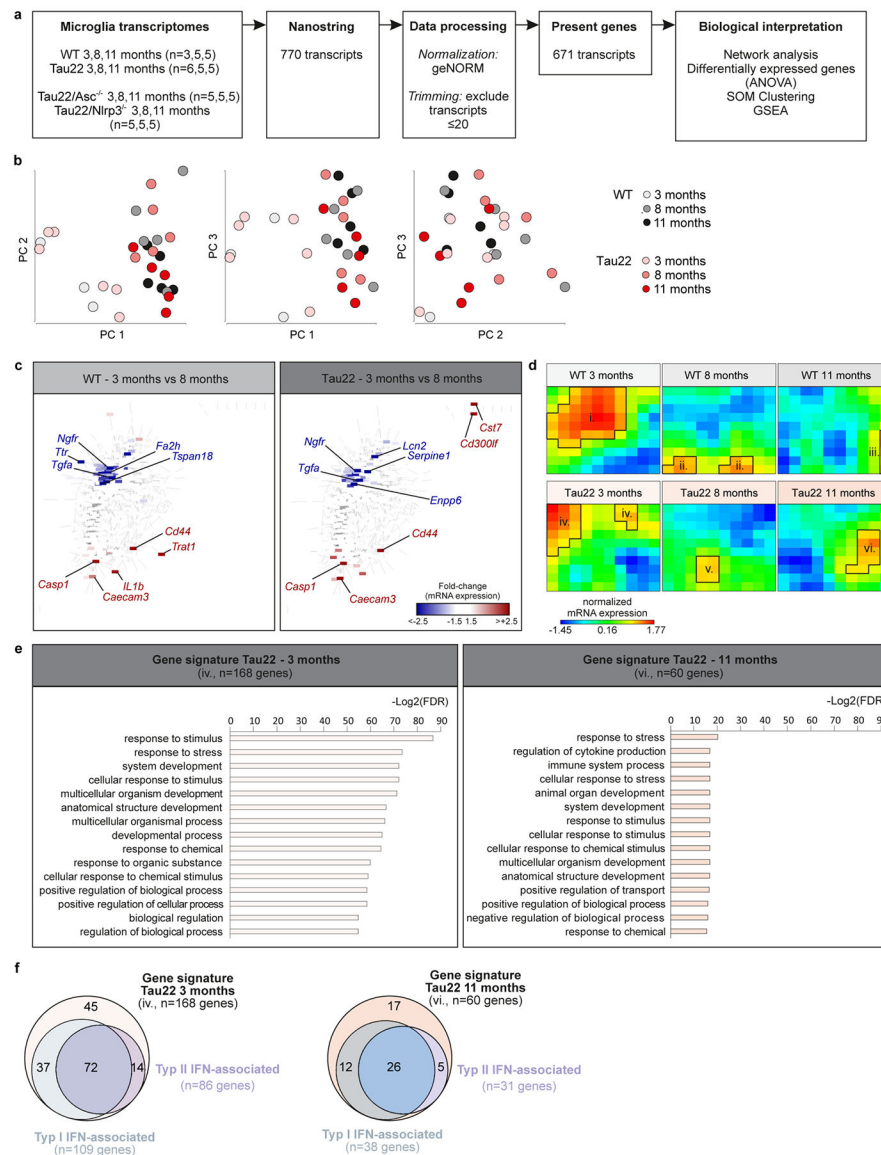 a
Microglia transcriptomes
WT 3,8,11 months (n=3,5,5)
Tau22 3,8,11 months (n=6,5,5)
Tau22/Asc-/- 3,8,11 months (n=5,5,5)
Tau22/Nlrp3-/- 3,8,11 months
(n=5,5,5)
Nanostring
770 transcripts
Data processing
Normalization:
geNORM
Trimming: exclude
transcripts
≤20
Present genes
671 transcripts
Biological interpretation
Network analysis
Differentially expressed genes
(ANOVA)
SOM Clustering
GSEA
b
PC 2
PC 1
PC 3
PC 1
PC 3
PC 2
WT
3 months
8 months
11 months
Tau22
3 months
8 months
11 months
c
WT - 3 months vs 8 months
Ngfr
Ttr
Tgfa
Fa2h
Tspan18
Cd44
Trat1
Casp1
IL1b
Caecam3
Tau22 - 3 months vs 8 months
Cst7
Cd300lf
Ngfr
Lcn2
Serpine1
Tgfa
Enpp6
Cd44
Casp1
Caecam3
Fold-change
(mRNA expression)
<-2.5 -1.5 1.5 >+2.5
d
WT 3 months
WT 8 months
WT 11 months
i.
ii.
ii.
iii.
Tau22 3 months
Tau22 8 months
Tau22 11 months
iv.
iv.
v.
vi.
normalized
mRNA expression
-1.45 0.16 1.77
e
Gene signature Tau22 - 3 months
(iv., n=168 genes)
-Log2(FDR)
0 10 20 30 40 50 60 70 80 90
response to stimulus
response to stress
system development
cellular response to stimulus
multicellular organism development
anatomical structure development
multicellular organismal process
developmental process
response to chemical
response to organic substance
cellular response to chemical stimulus
positive regulation of biological process
positive regulation of cellular process
biological regulation
regulation of biological process
Gene signature Tau22 - 11 months
(vi., n=60 genes)
-Log2(FDR
0 10 20 30 40 50 60 70 80 90
response to stress
regulation of cytokine production
immune system process
cellular response to stress
animal organ development
system development
response to stimulus
cellular response to stimulus
cellular response to chemical stimulus
multicellular organism development
anatomical structure development
positive regulation of transport
positive regulation of biological process
negative regulation of biological process
response to chemical
f
Gene signature
Tau22 3 months
(iv., n=168 genes)
45
37
72
14
Typ II IFN-associated
(n=86 genes)
Typ I IFN-associated
(n=109 genes)
Gene signature
Tau22 11 months
(vi., n=60 genes)
17
12
26
5
Typ II IFN-associated
(n=31 genes)
Typ I IFN-associated
(n=38 genes)